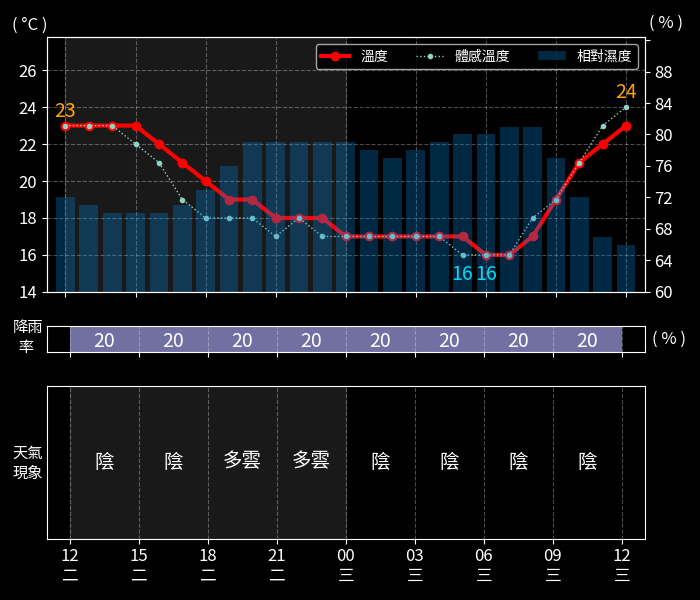 ( °C )
( % )
溫度 體感溫度 相對濕度
26
24
22
20
18
16
14
88
84
80
76
72
68
64
60
23
24
16 16
降雨
率
20 20 20 20 20 20 20 20
( % )
天氣
現象
陰 陰 多雲 多雲 陰 陰 陰 陰
12 15 18 21 00 03 06 09 12
二 二 二 二 三 三 三 三 三